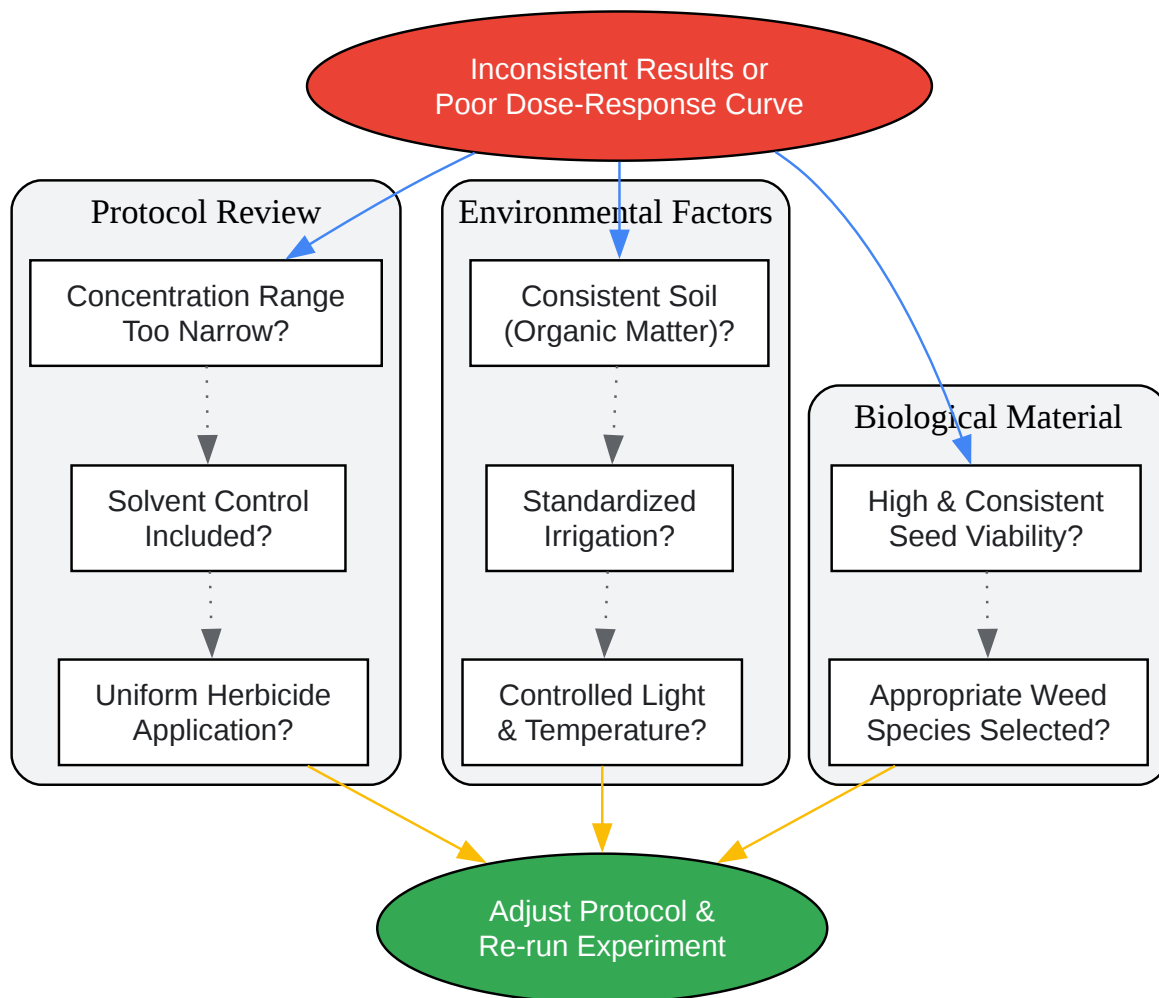 Inconsistent Results or
Poor Dose-Response Curve
Protocol Review
Concentration Range
Too Narrow?
Solvent Control
Included?
Uniform Herbicide
Application?
Environmental Factors
Consistent Soil
(Organic Matter)?
Standardized
Irrigation?
Controlled Light
& Temperature?
Biological Material
High & Consistent
Seed Viability?
Appropriate Weed
Species Selected?
Adjust Protocol &
Re-run Experiment